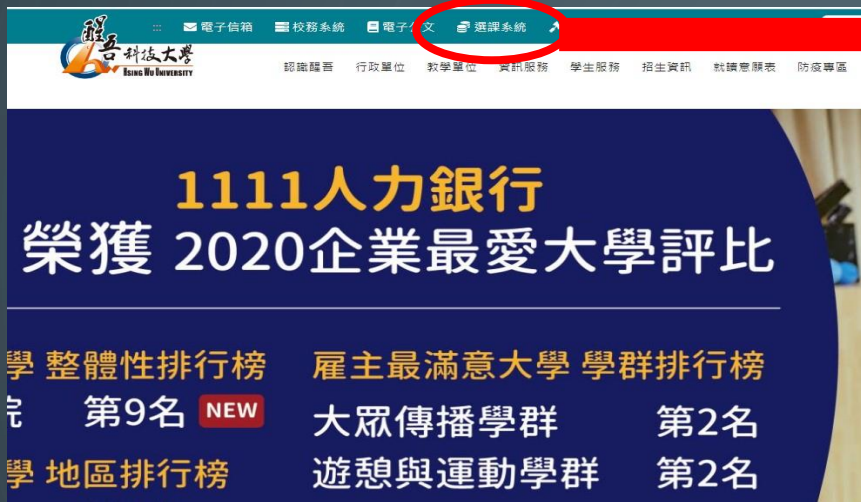 ::: 電子信箱 校務系統 電子公文 選課系統
醒吾科技大學
HSING WU UNIVERSITY
認識醒吾 行政單位 教學單位 資訊服務 學生服務 招生資訊 就讀意願表 防疫專區
1111人力銀行
榮獲 2020企業最愛大學評比
學 整體性排行榜
院 第9名 NEW
學 地區排行榜
雇主最滿意大學 學群排行榜
大眾傳播學群 第2名
遊憩與運動學群 第2名